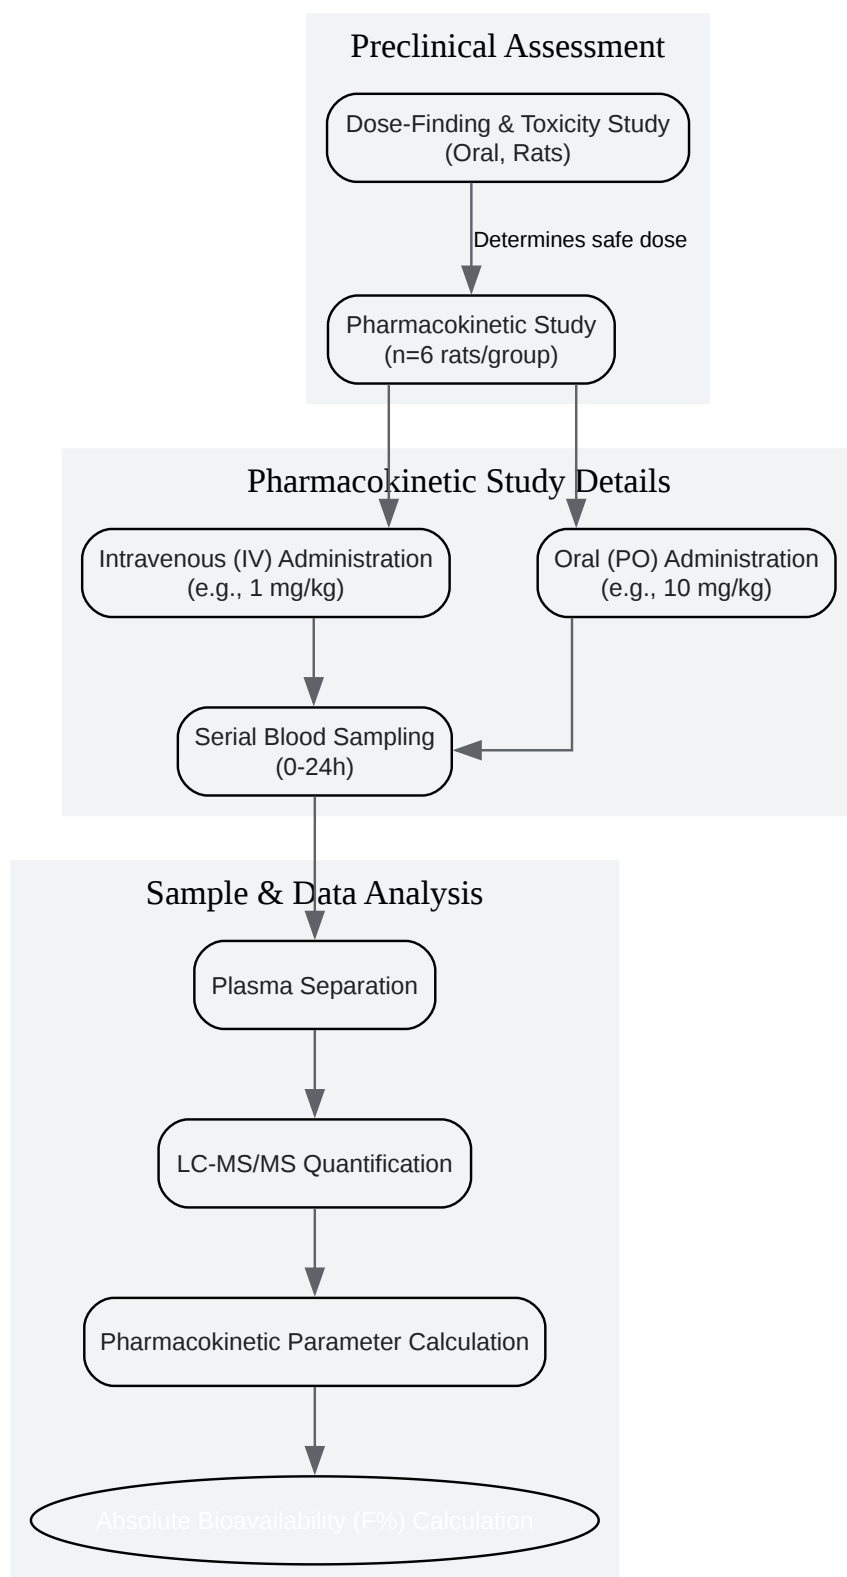 Preclinical Assessment
Dose-Finding & Toxicity Study
(Oral, Rats)
Determines safe dose
Pharmacokinetic Study
(n=6 rats/group)
Pharmacokinetic Study Details
Intravenous (IV) Administration
(e.g., 1 mg/kg)
Oral (PO) Administration
(e.g., 10 mg/kg)
Serial Blood Sampling
(0-24h)
Sample & Data Analysis
Plasma Separation
LC-MS/MS Quantification
Pharmacokinetic Parameter Calculation
Absolute Bioavailability (F%) Calculation